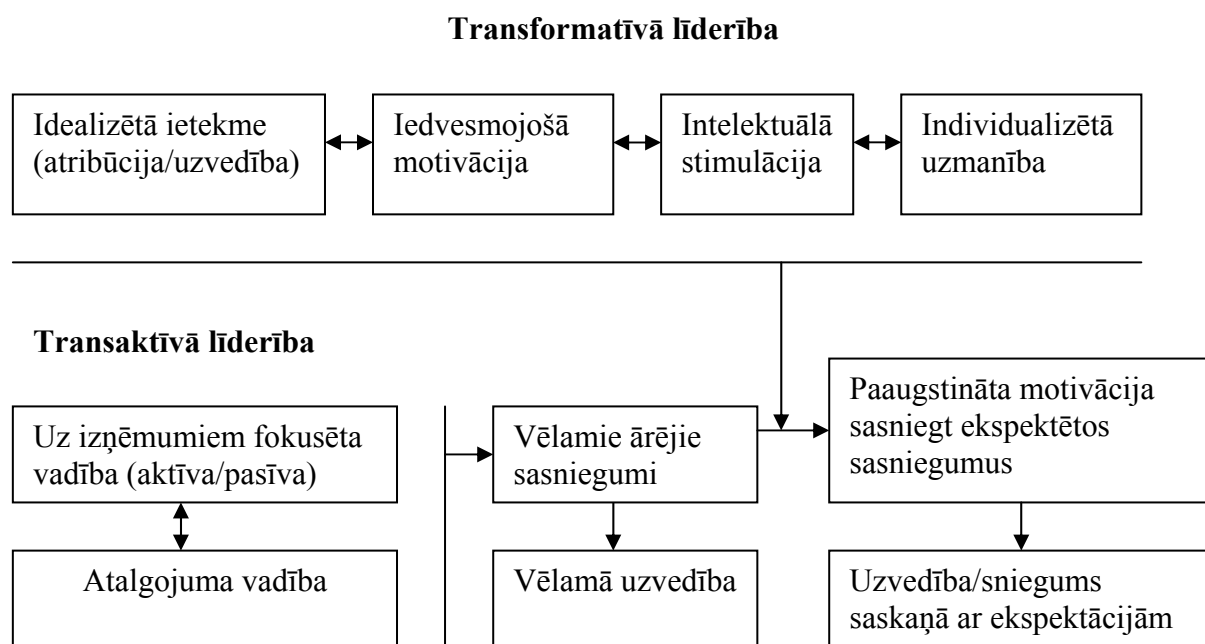 Transformatīvā līderība
Idealizētā ietekme
(atribūcija/uzvedība)
Iedvesmojošā
motivācija
Intelektuālā
stimulācija
Individualizētā
uzmanība
Transaktīvā līderība
Uz izņēmumiem fokusēta
vadība (aktīva/pasīva)
Vēlamie ārējie
sasniegumi
Paaugstināta motivācija
sasniegt ekspektētos
sasniegumus
Atalgojuma vadība
Vēlamā uzvedība
Uzvedība/sniegums
saskaņā ar ekspektācijām